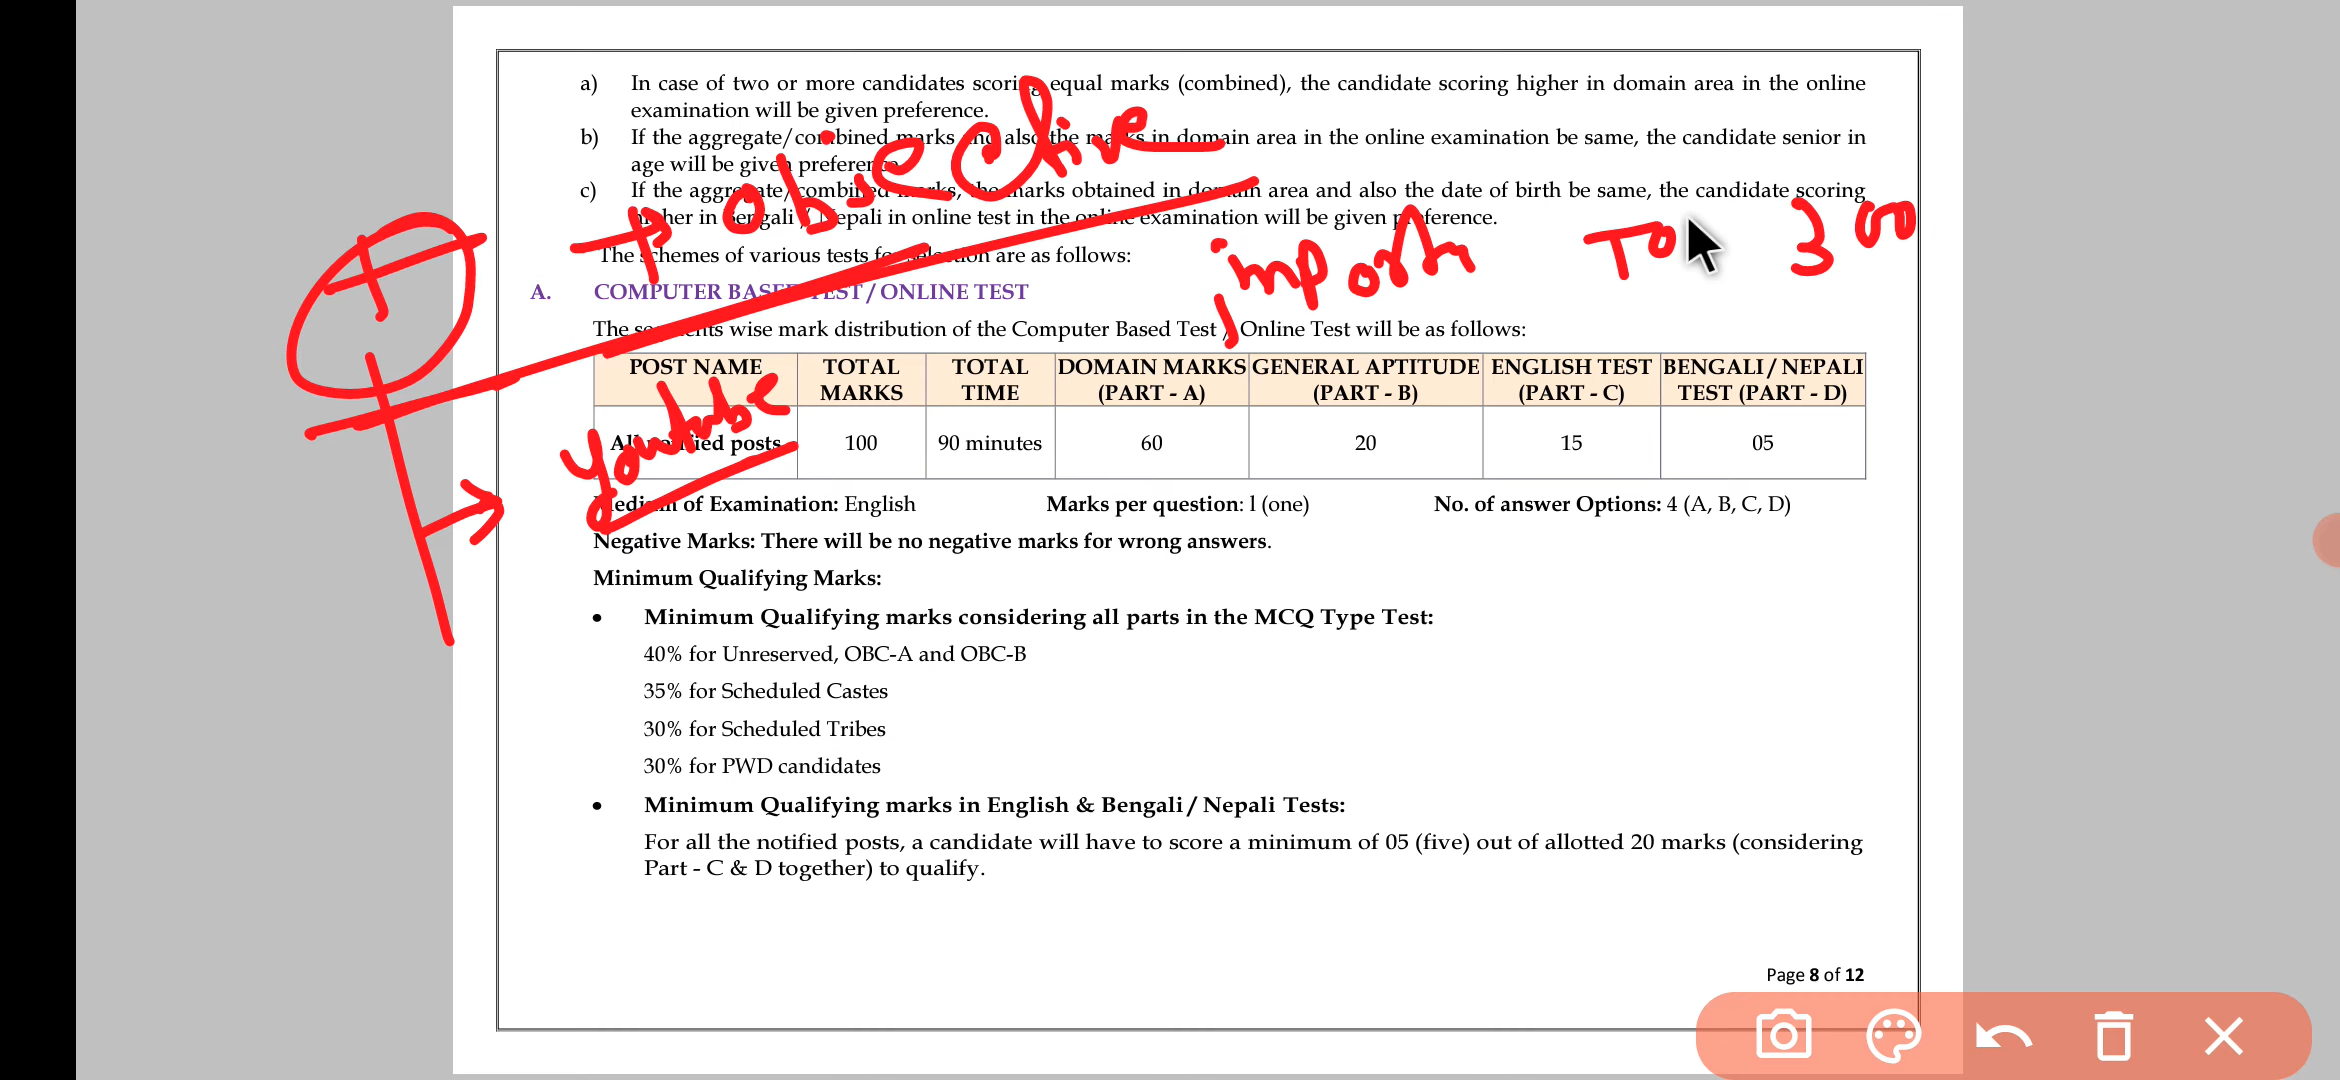 a) In case of two or more candidates scoring equal marks (combined), the candidate scoring higher in domain area in the online
examination will be given preference.
b) If the aggregate/combined marks and also the marks in domain area in the online examination be same, the candidate senior in
age will be given preference.
c) If the aggregate/combined marks, the marks obtained in domain area and also the date of birth be same, the candidate scoring
higher in Bengali / Nepali in online test in the online examination will be given preference.
The schemes of various tests for selection are as follows:
A. COMPUTER BASED TEST / ONLINE TEST
The segments wise mark distribution of the Computer Based Test / Online Test will be as follows:
POST NAME TOTAL MARKS TOTAL TIME DOMAIN MARKS (PART - A) GENERAL APTITUDE (PART - B) ENGLISH TEST (PART - C) BENGALI / NEPALI TEST (PART - D)
All notified posts 100 90 minutes 60 20 15 05
Medium of Examination: English Marks per question: 1 (one) No. of answer Options: 4 (A, B, C, D)
Negative Marks: There will be no negative marks for wrong answers.
Minimum Qualifying Marks:
• Minimum Qualifying marks considering all parts in the MCQ Type Test:
40% for Unreserved, OBC-A and OBC-B
35% for Scheduled Castes
30% for Scheduled Tribes
30% for PWD candidates
• Minimum Qualifying marks in English & Bengali / Nepali Tests:
For all the notified posts, a candidate will have to score a minimum of 05 (five) out of allotted 20 marks (considering
Part - C & D together) to qualify.
Page 8 of 12
objective
import To 300
Youtube